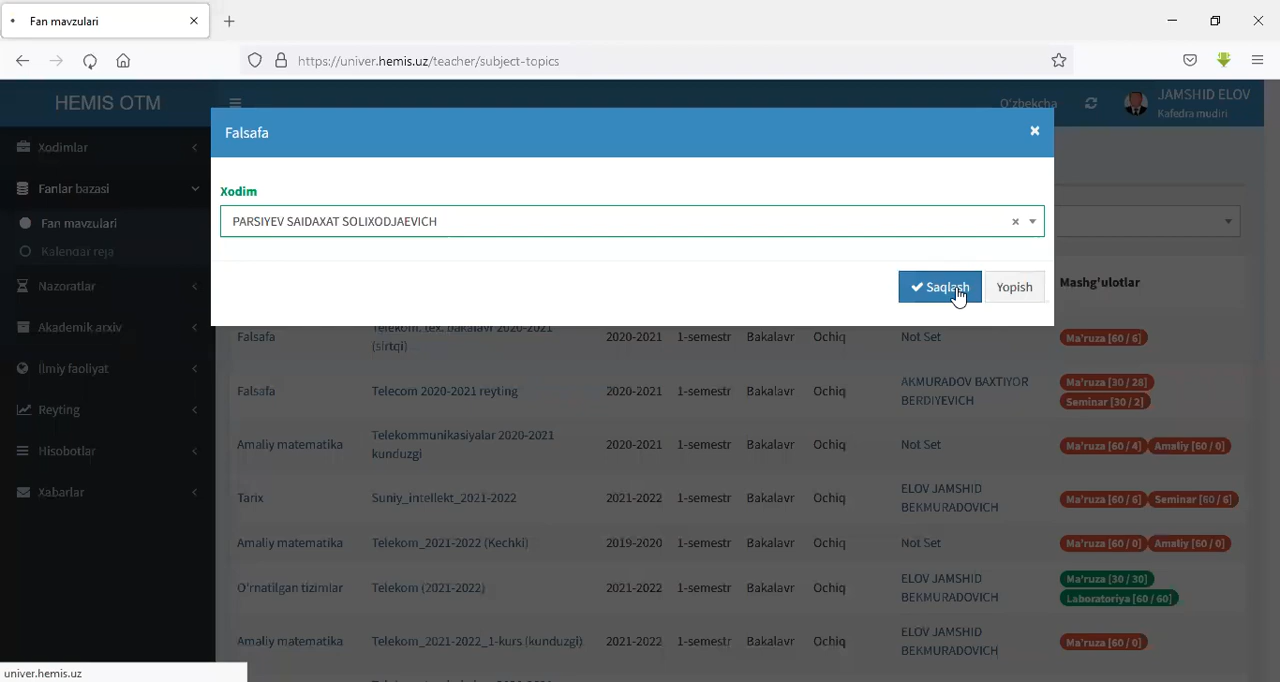 Fan mavzulari
https://univer.hemis.uz/teacher/subject-topics
HEMIS OTM
O'zbekcha
JAMSHID ELOV
Kafedra mudiri
Falsafa
Xodim
PARSIYEV SAIDAXAT SOLIXODJAEVICH
Saqlash
Yopish
Xodimlar
Fanlar bazasi
Fan mavzulari
Kalendar reja
Nazoratlar
Akademik arxiv
Ilmiy faoliyat
Reyting
Hisobotlar
Xabarlar
Mashg'ulotlar
Falsafa Telekom. tex. bakalavr 2020-2021 (sirtqi) 2020-2021 1-semestr Bakalavr Ochiq Not Set Ma'ruza [60 / 6]
Falsafa Telecom 2020-2021 reyting 2020-2021 1-semestr Bakalavr Ochiq AKMURADOV BAXTIYOR BERDIYEVICH Ma'ruza [30 / 28] Seminar [30 / 2]
Amaliy matematika Telekommunikasiyalar 2020-2021 kunduzgi 2020-2021 1-semestr Bakalavr Ochiq Not Set Ma'ruza [60 / 4] Amaliy [60 / 0]
Tarix Suniy_intellekt_2021-2022 2021-2022 1-semestr Bakalavr Ochiq ELOV JAMSHID BEKMURADOVICH Ma'ruza [60 / 6] Seminar [60 / 6]
Amaliy matematika Telekom_2021-2022 (Kechki) 2019-2020 1-semestr Bakalavr Ochiq Not Set Ma'ruza [60 / 0] Amaliy [60 / 0]
O'rnatilgan tizimlar Telekom (2021-2022) 2021-2022 1-semestr Bakalavr Ochiq ELOV JAMSHID BEKMURADOVICH Ma'ruza [30 / 30] Laboratoriya [60 / 60]
Amaliy matematika Telekom_2021-2022_1-kurs (kunduzgi) 2021-2022 1-semestr Bakalavr Ochiq ELOV JAMSHID BEKMURADOVICH Ma'ruza [60 / 0]
univer.hemis.uz